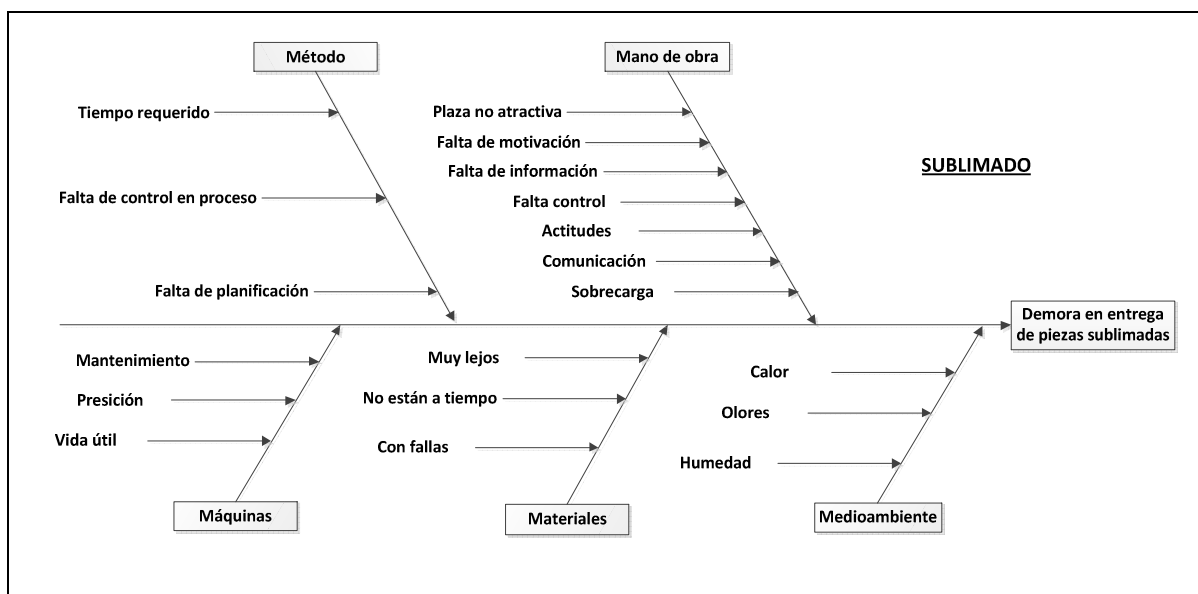 Método
Mano de obra
Tiempo requerido
Plaza no atractiva
Falta de motivación
SUBLIMADO
Falta de información
Falta de control en proceso
Falta control
Actitudes
Comunicación
Falta de planificación
Sobrecarga
Demora en entrega
de piezas sublimadas
Mantenimiento
Muy lejos
Calor
Presición
No están a tiempo
Olores
Vida útil
Con fallas
Humedad
Máquinas
Materiales
Medioambiente